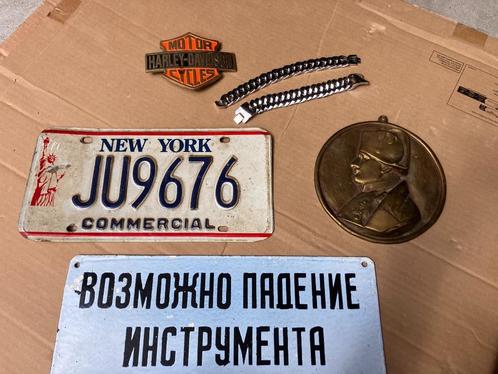 MOTOR
HARLEY-DAVIDSON
CYCLES
NEW YORK
JU9676
COMMERCIAL
ВОЗМОЖНО ПАДЕНИЕ
ИНСТРУМЕНТА